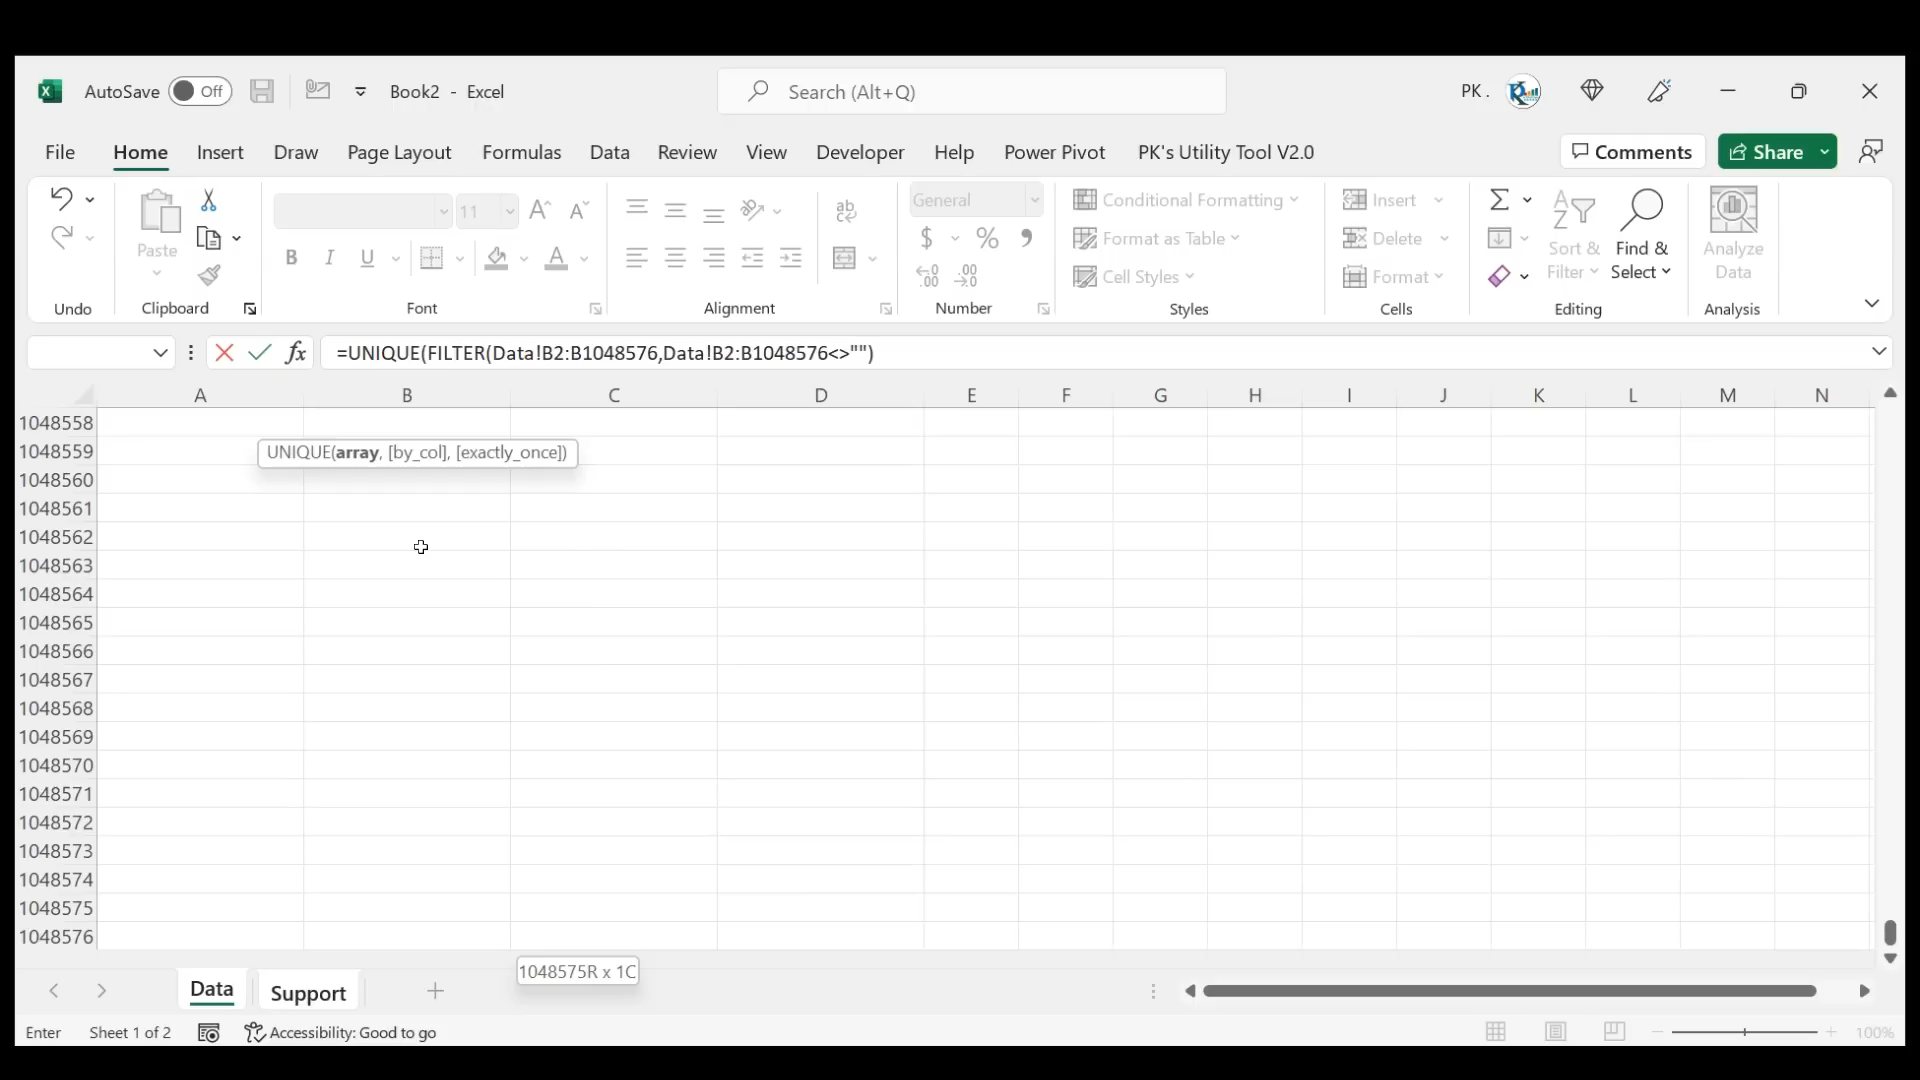 AutoSave Off Book2 - Excel Search (Alt+Q) PK .
File Home Insert Draw Page Layout Formulas Data Review View Developer Help Power Pivot PK's Utility Tool V2.0 Comments Share
11 General Conditional Formatting Insert
Paste B I U A $ % Format as Table Delete Sort & Filter Find & Select Analyze Data
Cell Styles Format
Undo Clipboard Font Alignment Number Styles Cells Editing Analysis
fx =UNIQUE(FILTER(Data!B2:B1048576,Data!B2:B1048576<>"")
A B C D E F G H I J K L M N
1048558
UNIQUE(array, [by_col], [exactly_once])
1048559
1048560
1048561
1048562
1048563
1048564
1048565
1048566
1048567
1048568
1048569
1048570
1048571
1048572
1048573
1048574
1048575
1048576
1048575R x 1C
Data Support
Enter Sheet 1 of 2 Accessibility: Good to go 100%